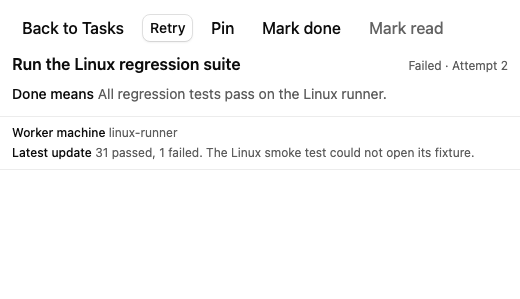 Back to Tasks Retry Pin Mark done Mark read
Run the Linux regression suite Failed · Attempt 2
Done means All regression tests pass on the Linux runner.
Worker machine linux-runner
Latest update 31 passed, 1 failed. The Linux smoke test could not open its fixture.